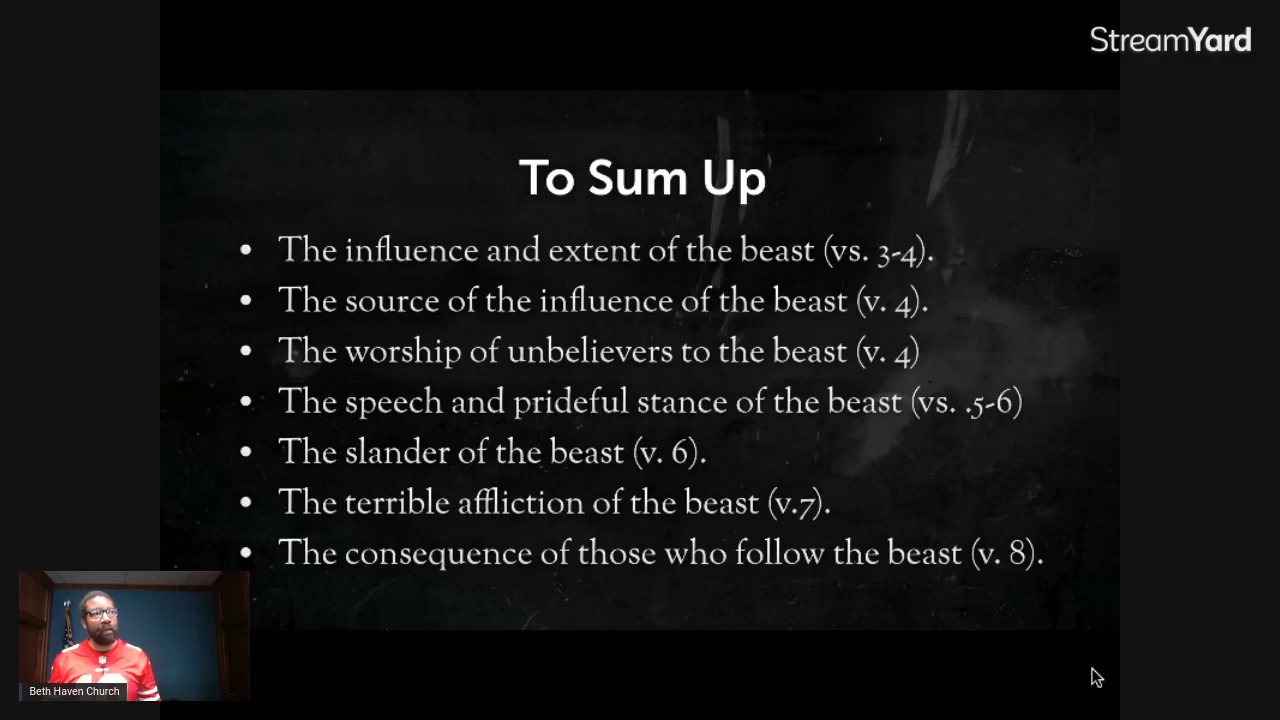 StreamYard
To Sum Up
• The influence and extent of the beast (vs. 3-4).
• The source of the influence of the beast (v. 4).
• The worship of unbelievers to the beast (v. 4)
• The speech and prideful stance of the beast (vs. .5-6)
• The slander of the beast (v. 6).
• The terrible affliction of the beast (v.7).
• The consequence of those who follow the beast (v. 8).
Beth Haven Church